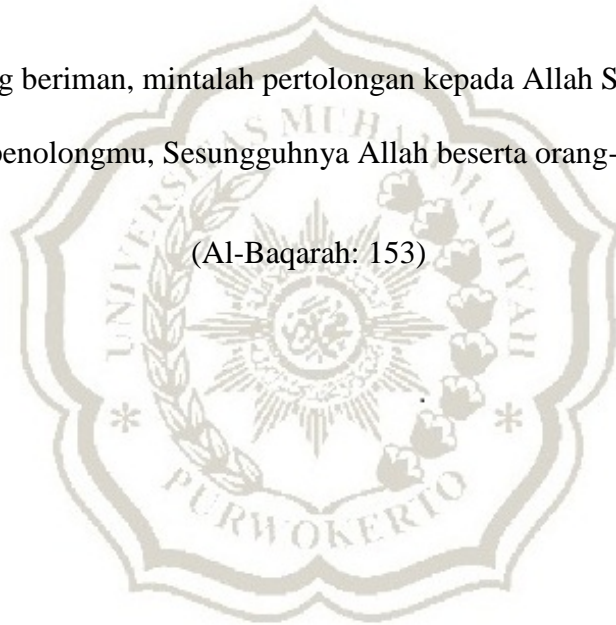 g beriman, mintalah pertolongan kepada Allah S
penolongmu, Sesungguhnya Allah beserta orang-
(Al-Baqarah: 153)
UNIVERSITAS MUHAMMADIYAH
PURWOKERTO